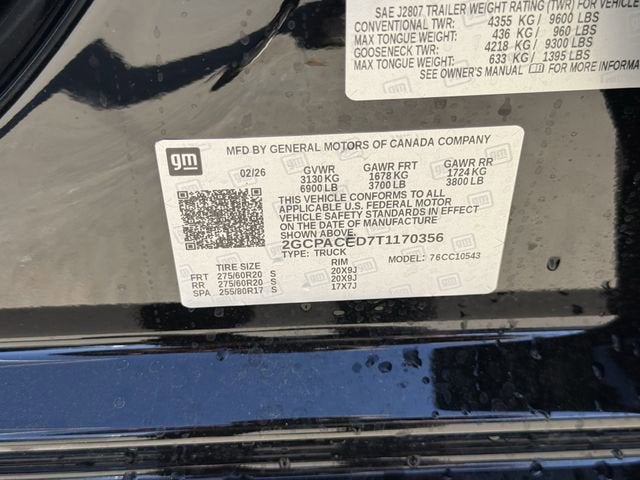 SAE J2807 TRAILER WEIGHT RATING (TWR) FOR VEHICLE
CONVENTIONAL TWR: 4355 KG / 9600 LBS
MAX TONGUE WEIGHT: 436 KG / 960 LBS
GOOSENECK TWR: 4218 KG / 9300 LBS
MAX TONGUE WEIGHT: 633 KG / 1395 LBS
SEE OWNER'S MANUAL FOR MORE INFORMA
gm
MFD BY GENERAL MOTORS OF CANADA COMPANY
02/26 GVWR GAWR FRT GAWR RR
3130 KG 1678 KG 1724 KG
6900 LB 3700 LB 3800 LB
THIS VEHICLE CONFORMS TO ALL
APPLICABLE U.S. FEDERAL MOTOR
VEHICLE SAFETY STANDARDS IN EFFECT
ON THE DATE OF MANUFACTURE
SHOWN ABOVE.
2GCPACED7T1170356
TYPE: TRUCK MODEL: 76CC10543
TIRE SIZE RIM
FRT 275/60R20 S 20X9J
RR 275/60R20 S 20X9J
SPA 255/80R17 S 17X7J